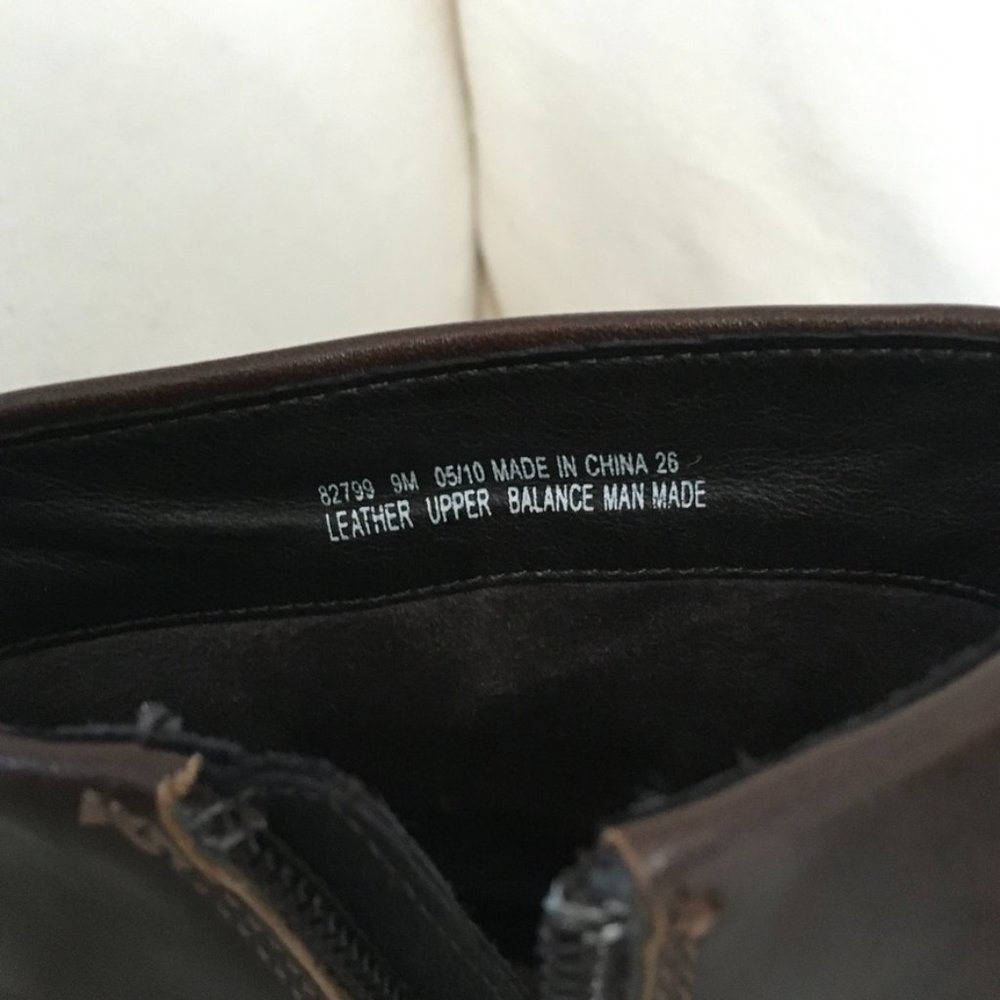 82799 9M 05/10 MADE IN CHINA 26
LEATHER UPPER BALANCE MAN MADE